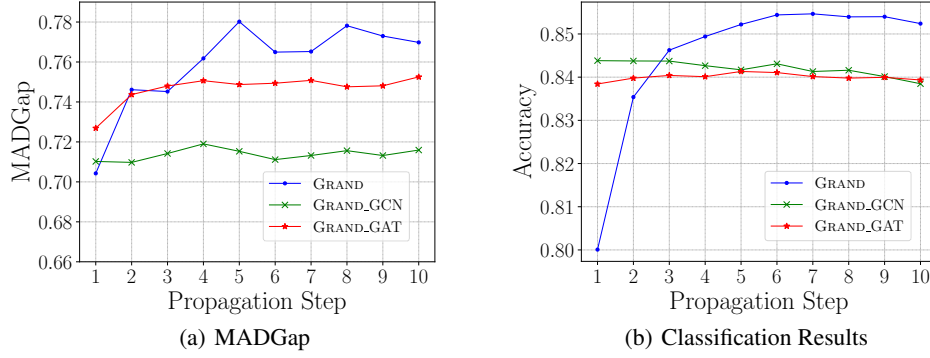 0.78
0.76
0.74
0.72
0.70
0.68
0.66
MADGap
GRAND
GRAND_GCN
GRAND_GAT
1 2 3 4 5 6 7 8 9 10
Propagation Step
(a) MADGap
0.85
0.84
0.83
0.82
0.81
0.80
Accuracy
GRAND
GRAND_GCN
GRAND_GAT
1 2 3 4 5 6 7 8 9 10
Propagation Step
(b) Classification Results